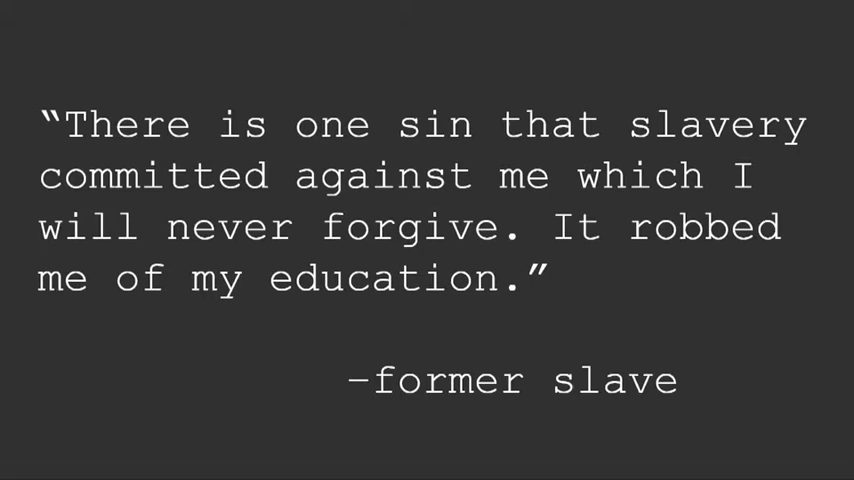 “There is one sin that slavery
committed against me which I
will never forgive. It robbed
me of my education.”
–former slave